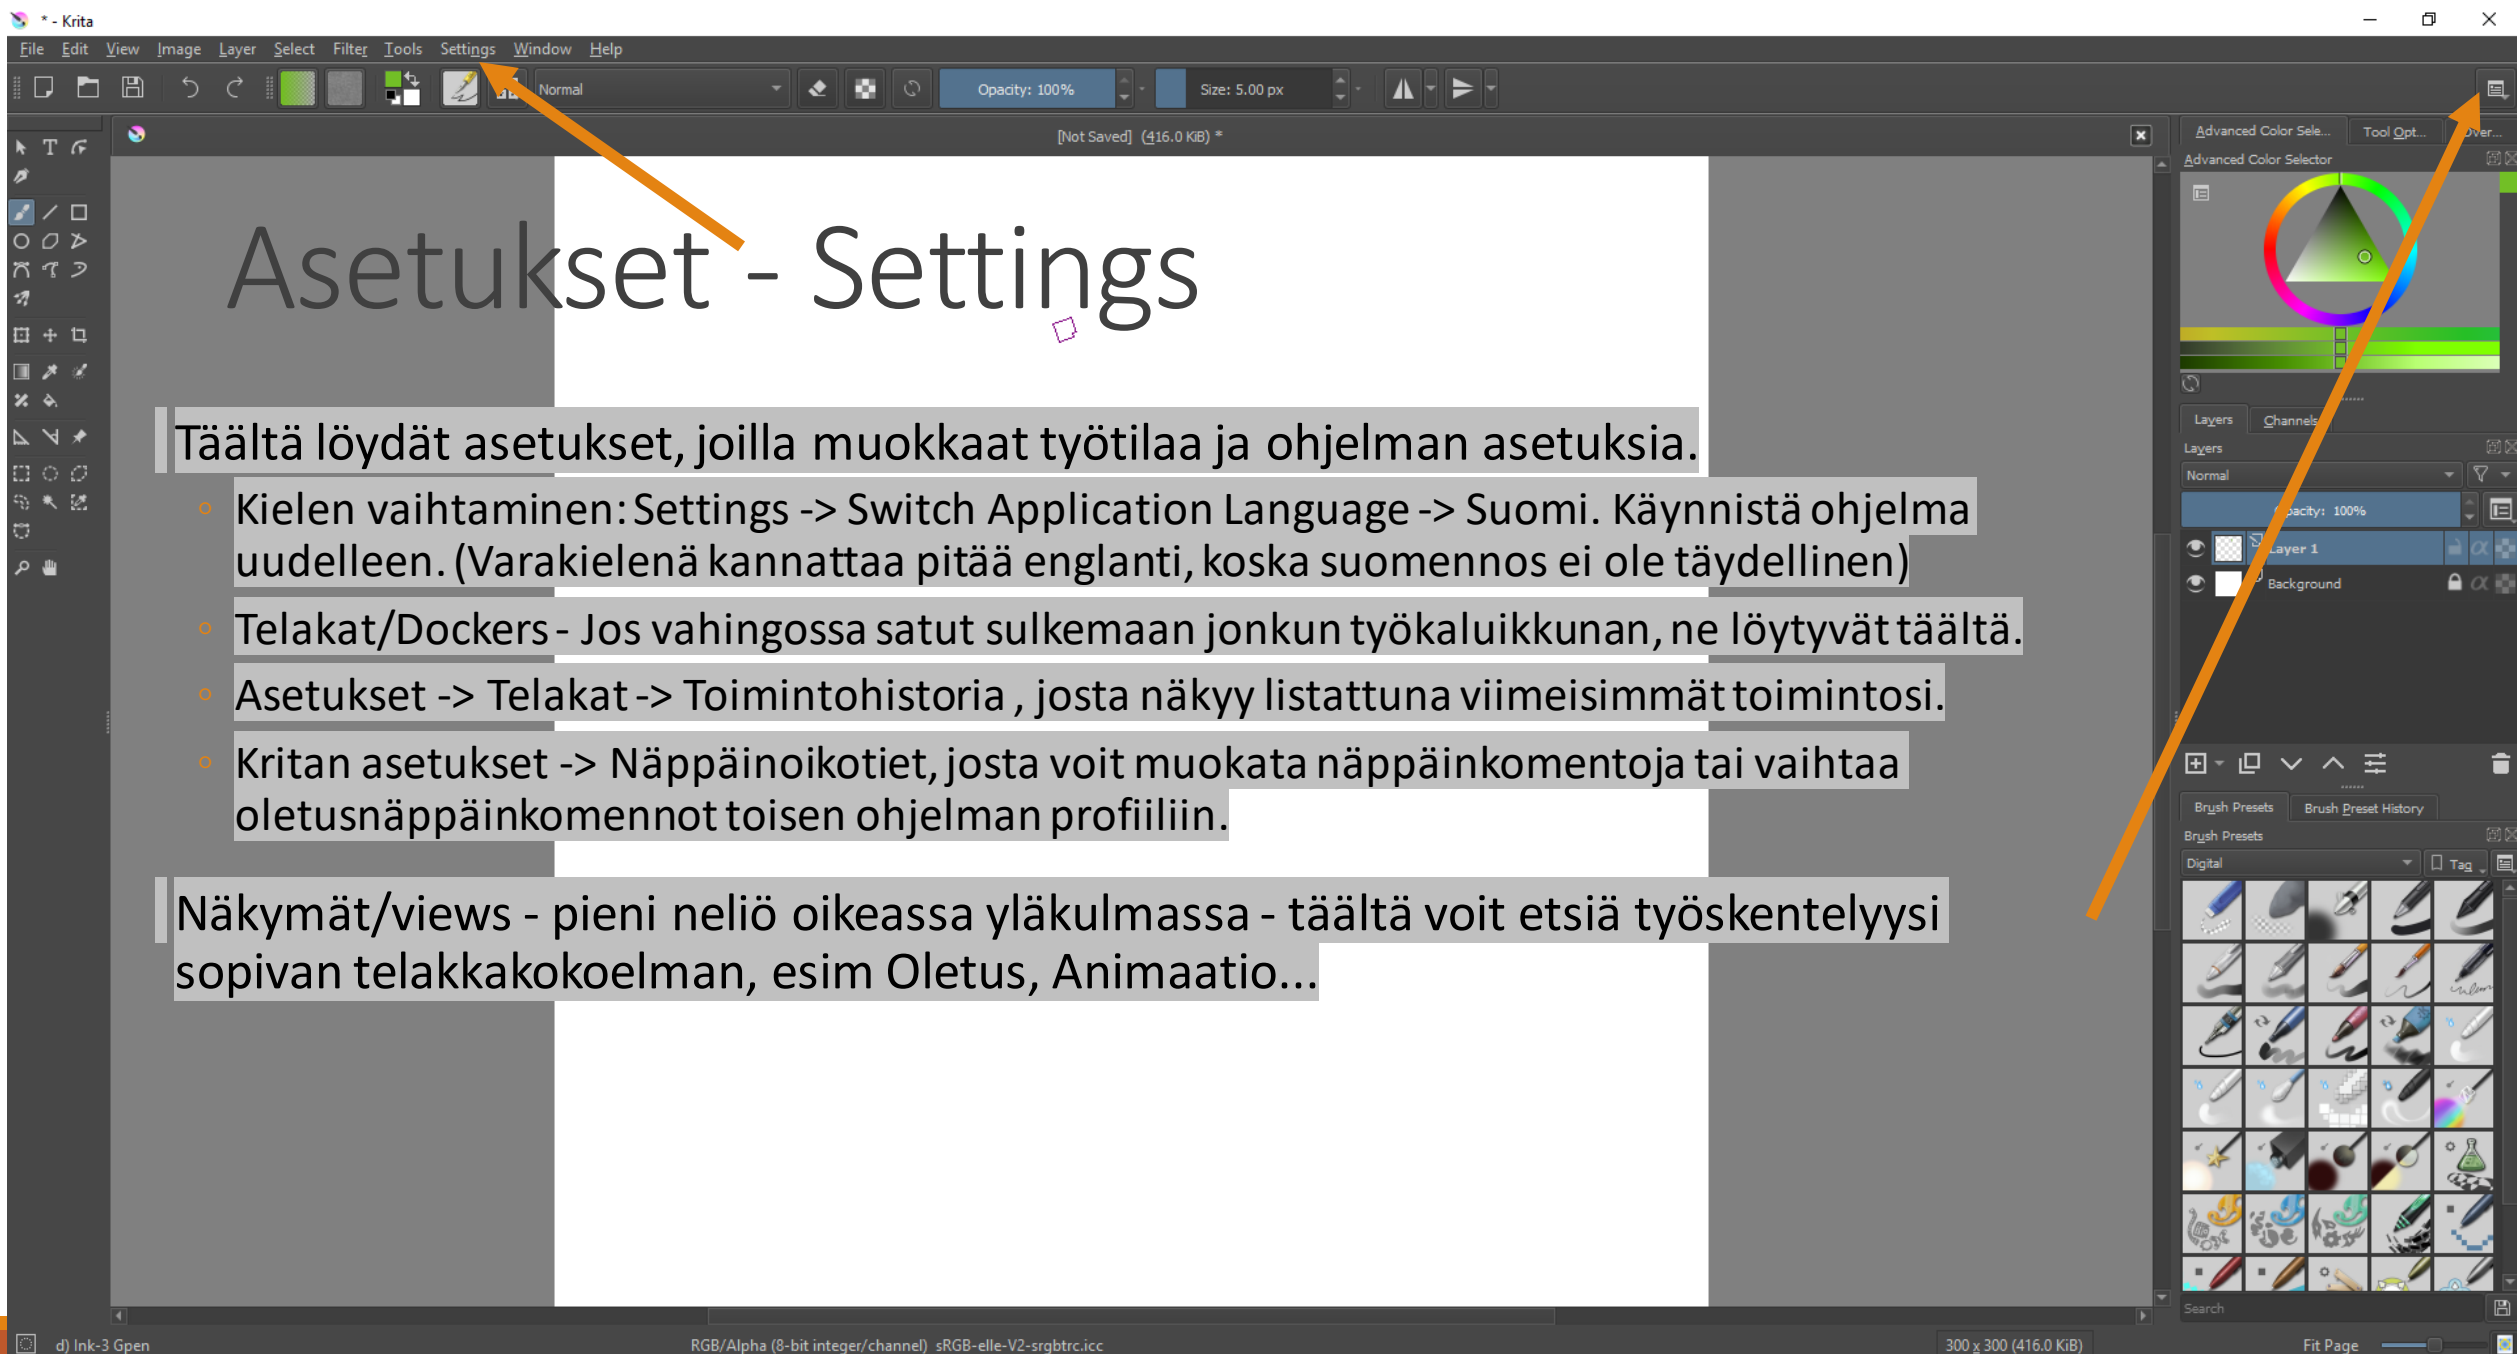 * - Krita
File Edit View Image Layer Select Filter Tools Settings Window Help
Normal Opacity: 100% Size: 5.00 px
[Not Saved] (416.0 KiB) *
Advanced Color Sele... Tool Opt... Over...
Advanced Color Selector
Asetukset - Settings
Layers Channels
Layers
Normal
Opacity: 100%
Layer 1
Background
Täältä löydät asetukset, joilla muokkaat työtilaa ja ohjelman asetuksia.
Kielen vaihtaminen: Settings -> Switch Application Language -> Suomi. Käynnistä ohjelma
uudelleen. (Varakielenä kannattaa pitää englanti, koska suomennos ei ole täydellinen)
Telakat/Dockers - Jos vahingossa satut sulkemaan jonkun työkaluikkunan, ne löytyvät täältä.
Asetukset -> Telakat -> Toimintohistoria , josta näkyy listattuna viimeisimmät toimintosi.
Kritan asetukset -> Näppäinoikotiet, josta voit muokata näppäinkomentoja tai vaihtaa
oletusnäppäinkomennot toisen ohjelman profiiliin.
Näkymät/views - pieni neliö oikeassa yläkulmassa - täältä voit etsiä työskentelyysi
sopivan telakkakokoelman, esim Oletus, Animaatio...
Brush Presets Brush Preset History
Brush Presets
Digital Tag
Search
d) Ink-3 Gpen RGB/Alpha (8-bit integer/channel) sRGB-elle-V2-srgbtrc.icc 300 x 300 (416.0 KiB) Fit Page